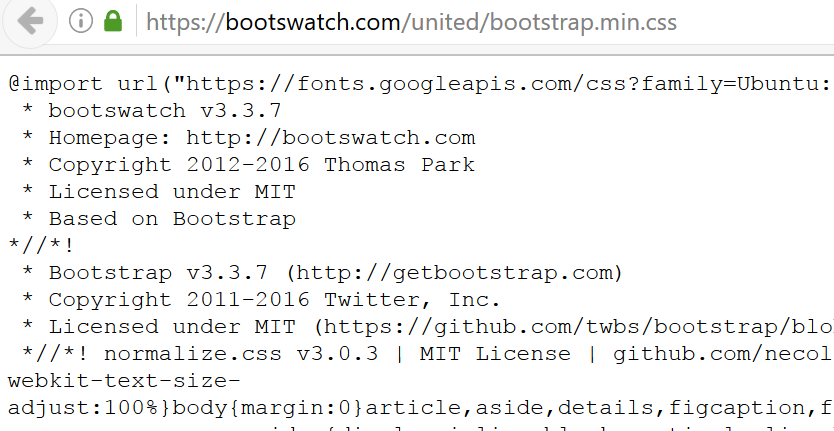 https://bootswatch.com/united/bootstrap.min.css
@import url("https://fonts.googleapis.com/css?family=Ubuntu:
* bootswatch v3.3.7
* Homepage: http://bootswatch.com
* Copyright 2012-2016 Thomas Park
* Licensed under MIT
* Based on Bootstrap
*//*!
* Bootstrap v3.3.7 (http://getbootstrap.com)
* Copyright 2011-2016 Twitter, Inc.
* Licensed under MIT (https://github.com/twbs/bootstrap/blo
*//*! normalize.css v3.0.3 | MIT License | github.com/necol
webkit-text-size-
adjust:100%}body{margin:0}article,aside,details,figcaption,f